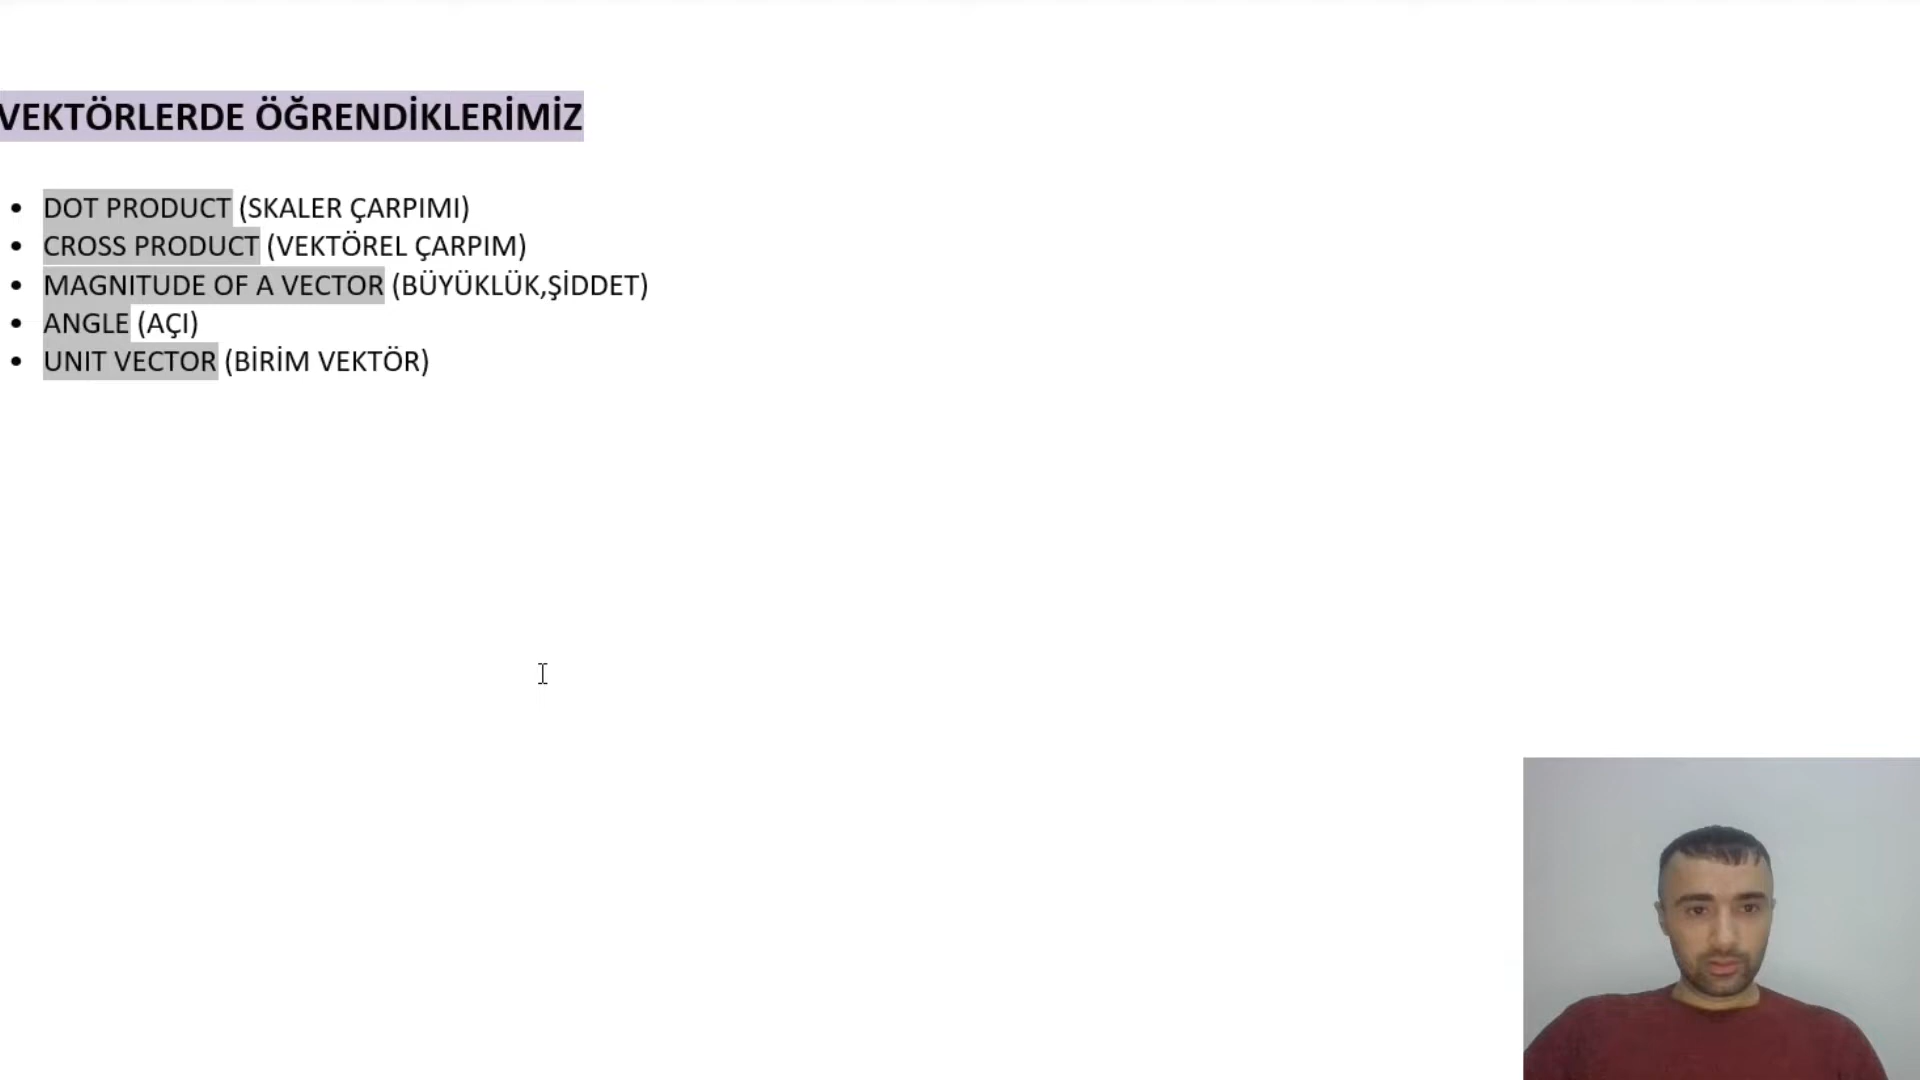 VEKTÖRLERDE ÖĞRENDİKLERİMİZ
• DOT PRODUCT (SKALER ÇARPIMI)
• CROSS PRODUCT (VEKTÖREL ÇARPIM)
• MAGNITUDE OF A VECTOR (BÜYÜKLÜK,ŞİDDET)
• ANGLE (AÇI)
• UNIT VECTOR (BİRİM VEKTÖR)